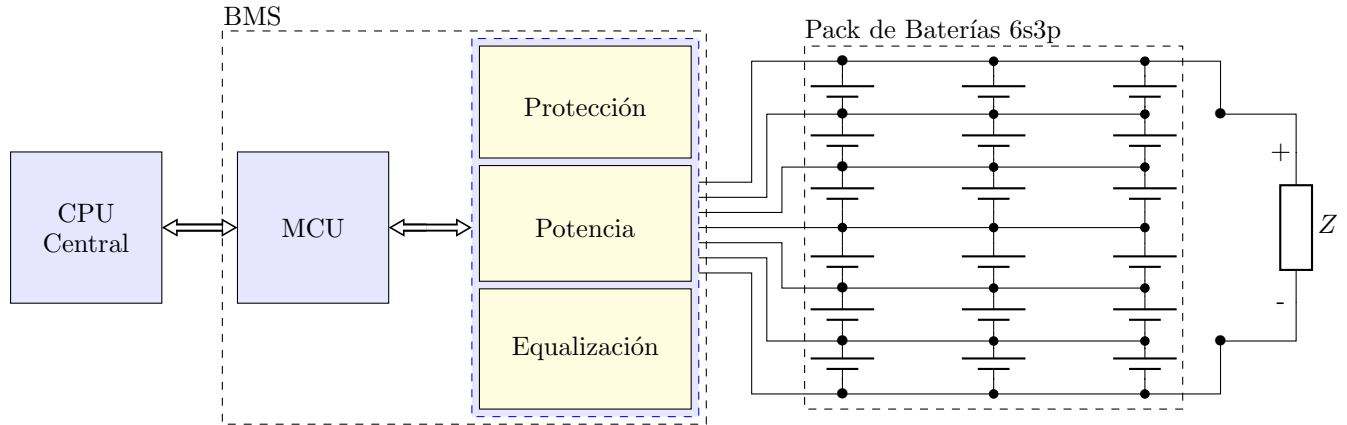 BMS
Pack de Baterías 6s3p
Protección
CPU
Central
MCU
Potencia
Equalización
+
Z
-